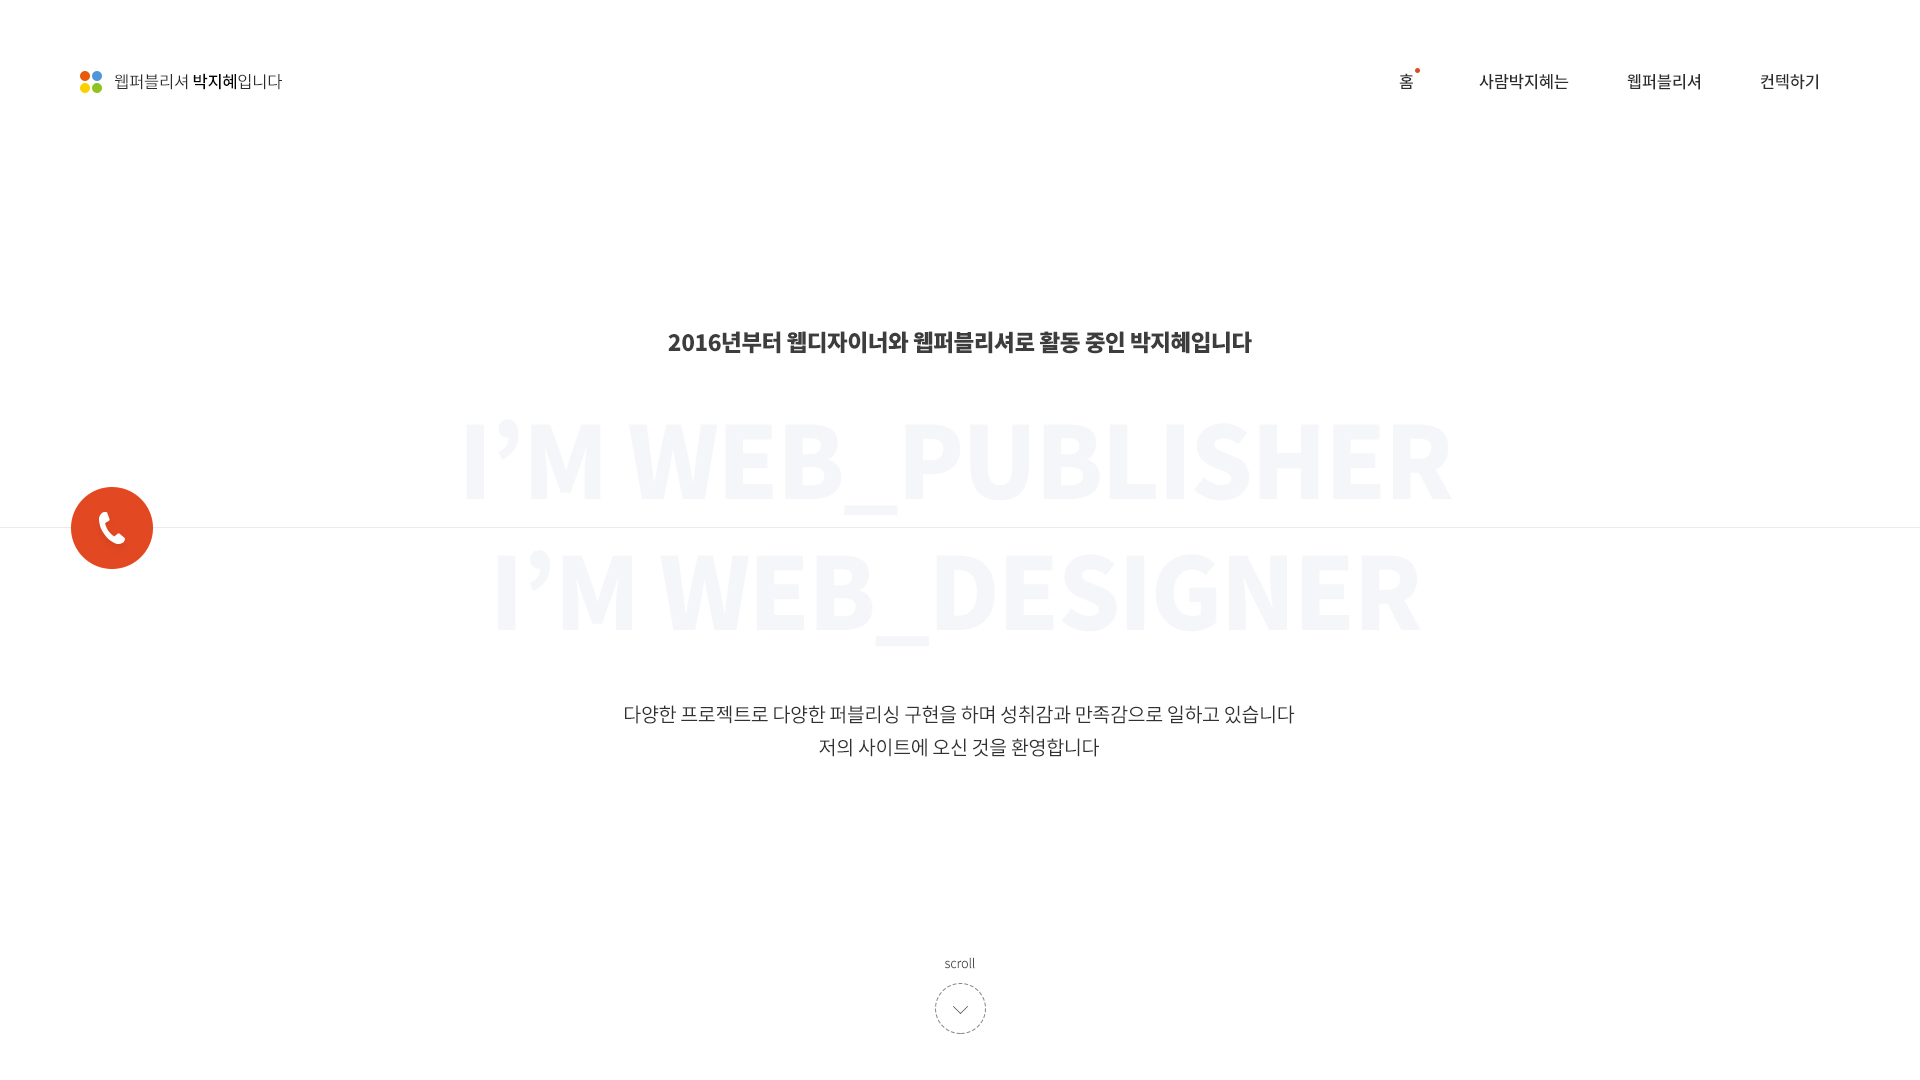 웹퍼블리셔 박지혜입니다
홈
사람박지혜는
웹퍼블리셔
컨텍하기
2016년부터 웹디자이너와 웹퍼블리셔로 활동 중인 박지혜입니다
I’M WEB_PUBLISHER
I’M WEB_DESIGNER
다양한 프로젝트로 다양한 퍼블리싱 구현을 하며 성취감과 만족감으로 일하고 있습니다
저의 사이트에 오신 것을 환영합니다
scroll